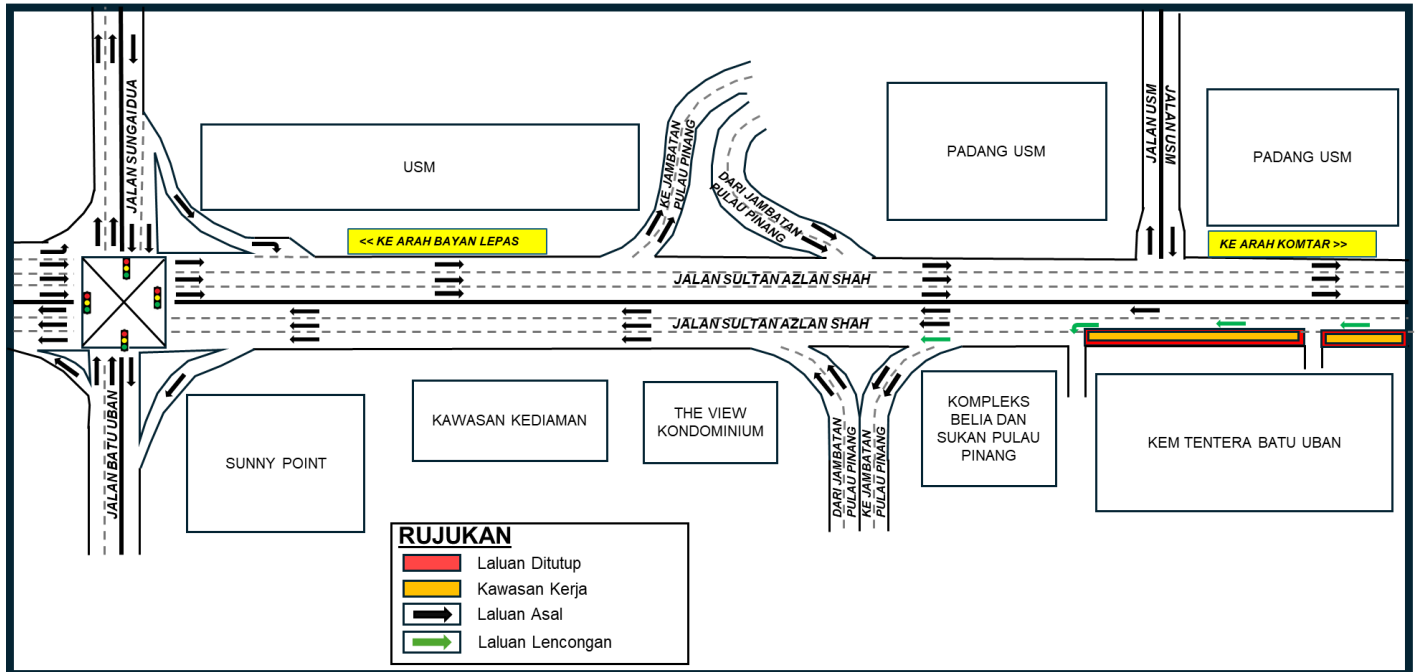 JALAN SUNGAI DUA
USM
KE JAMBATAN
PULAU PINANG
DARI JAMBATAN
PULAU PINANG
PADANG USM
JALAN USM
JALAN USM
PADANG USM
<< KE ARAH BAYAN LEPAS
KE ARAH KOMTAR >>
JALAN SULTAN AZLAN SHAH
JALAN SULTAN AZLAN SHAH
JALAN BATU UBAN
SUNNY POINT
KAWASAN KEDIAMAN
THE VIEW
KONDOMINIUM
DARI JAMBATAN
PULAU PINANG
KE JAMBATAN
PULAU PINANG
KOMPLEKS
BELIA DAN
SUKAN PULAU
PINANG
KEM TENTERA BATU UBAN
RUJUKAN
Laluan Ditutup
Kawasan Kerja
Laluan Asal
Laluan Lencongan